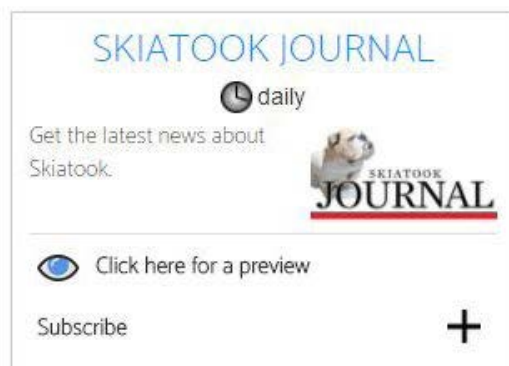 SKIATOOK JOURNAL
daily
Get the latest news about
Skiatook.
SKIATOOK
JOURNAL
Click here for a preview
Subscribe